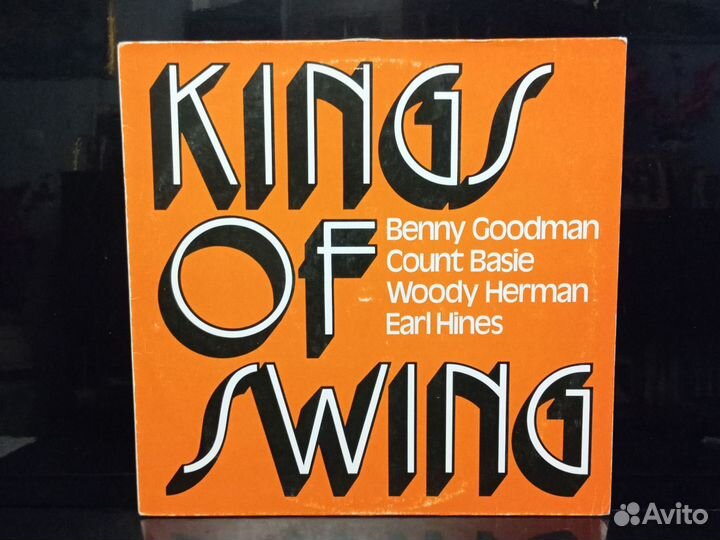 KINGS
OF
Benny Goodman
Count Basie
Woody Herman
Earl Hines
SWING
Avito